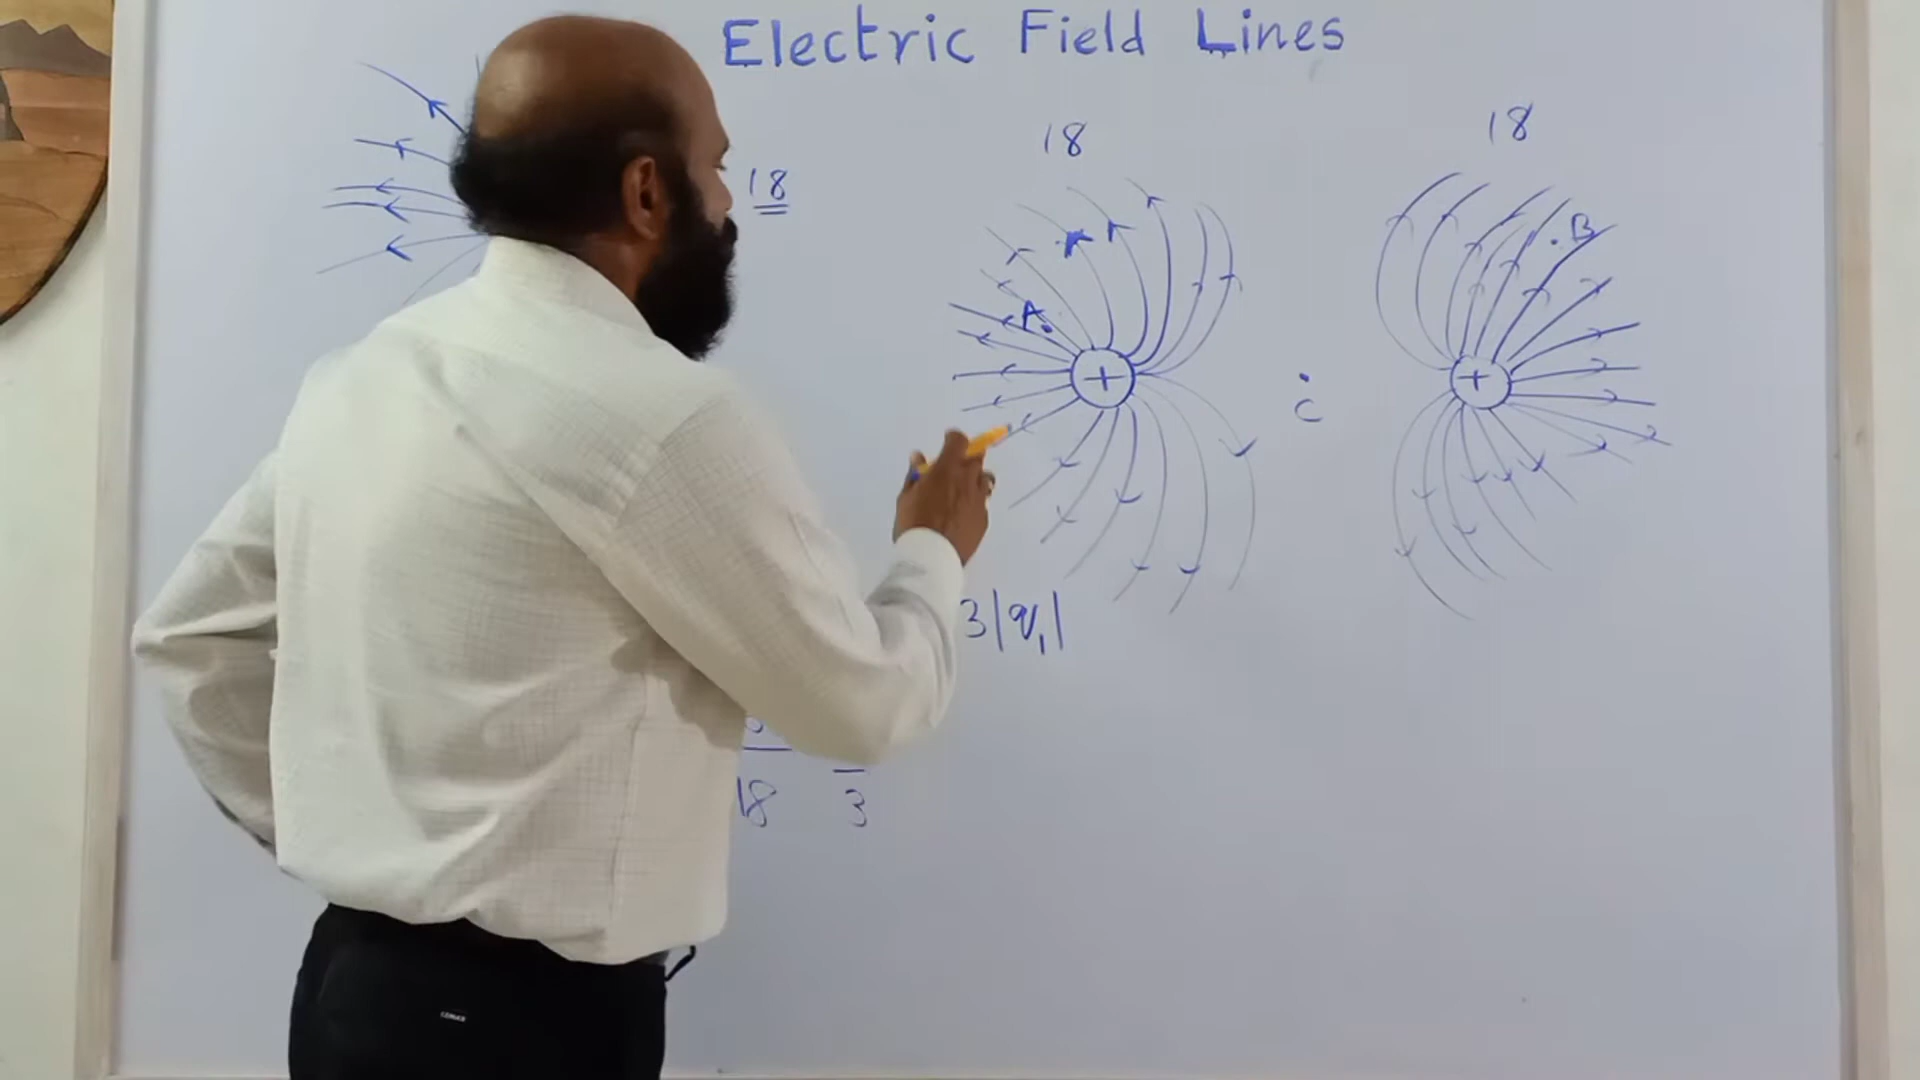 Electric Field Lines
18
18
18
A.
. B
+
+
C
3|q₁|
18
3